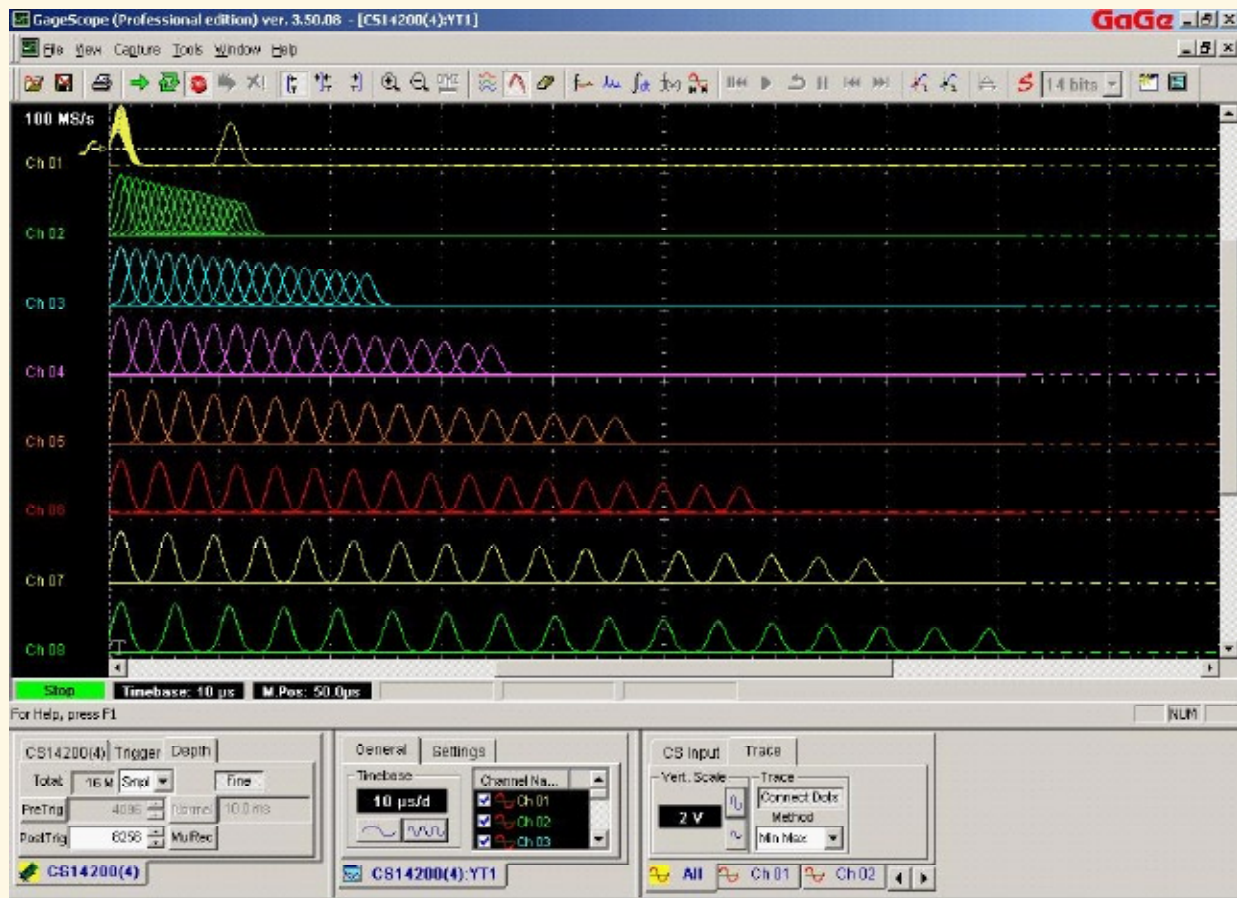 GageScope (Professional edition) ver. 3.50.08 - [CS14200(4):YT1]
GaGe
File View Capture Tools Window Help
14 bits
100 MS/s
Ch 01
Ch 02
Ch 03
Ch 04
Ch 05
Ch 06
Ch 07
Ch 08
Stop Timebase: 10 µs M.Pos: 50.0µs
For Help, press F1
NUM
CS14200(4) Trigger Depth
Total: 16 M Smpl Fine
PreTrig 4096 Normal 10.0 ms
PostTrig 8256 MulRec
CS14200(4)
General Settings
Timebase
10 µs/d
Channel Na...
Ch 01
Ch 02
Ch 03
CS14200(4):YT1
CS Input Trace
Vert. Scale
2 V
Trace
Connect Dots
Method
Min Max
All Ch 01 Ch 02